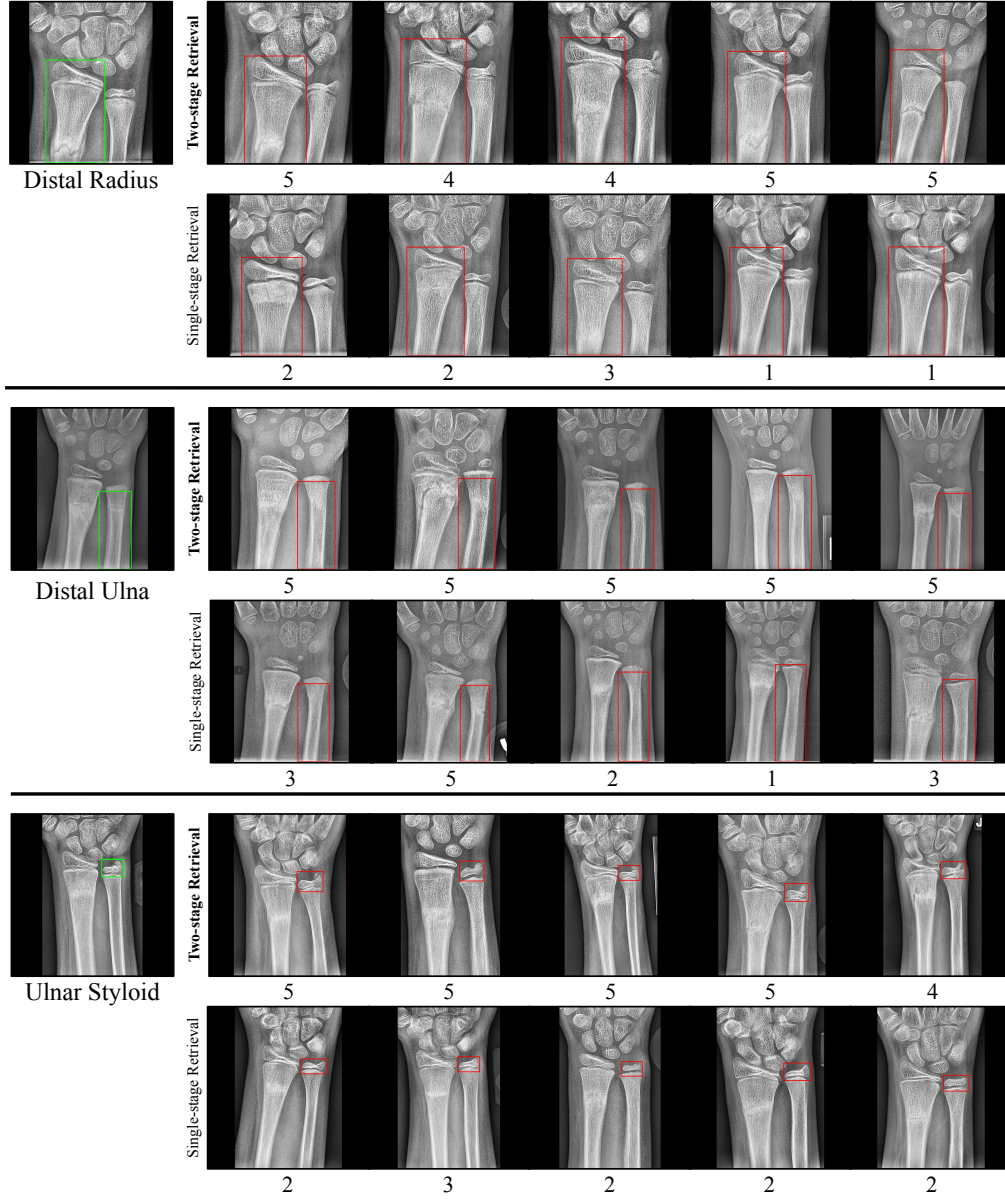 Two-stage Retrieval
Distal Radius
5 4 4 5 5
Single-stage Retrieval
2 2 3 1 1
Two-stage Retrieval
Distal Ulna
5 5 5 5 5
Single-stage Retrieval
3 5 2 1 3
Two-stage Retrieval
Ulnar Styloid
5 5 5 5 4
Single-stage Retrieval
2 3 2 2 2